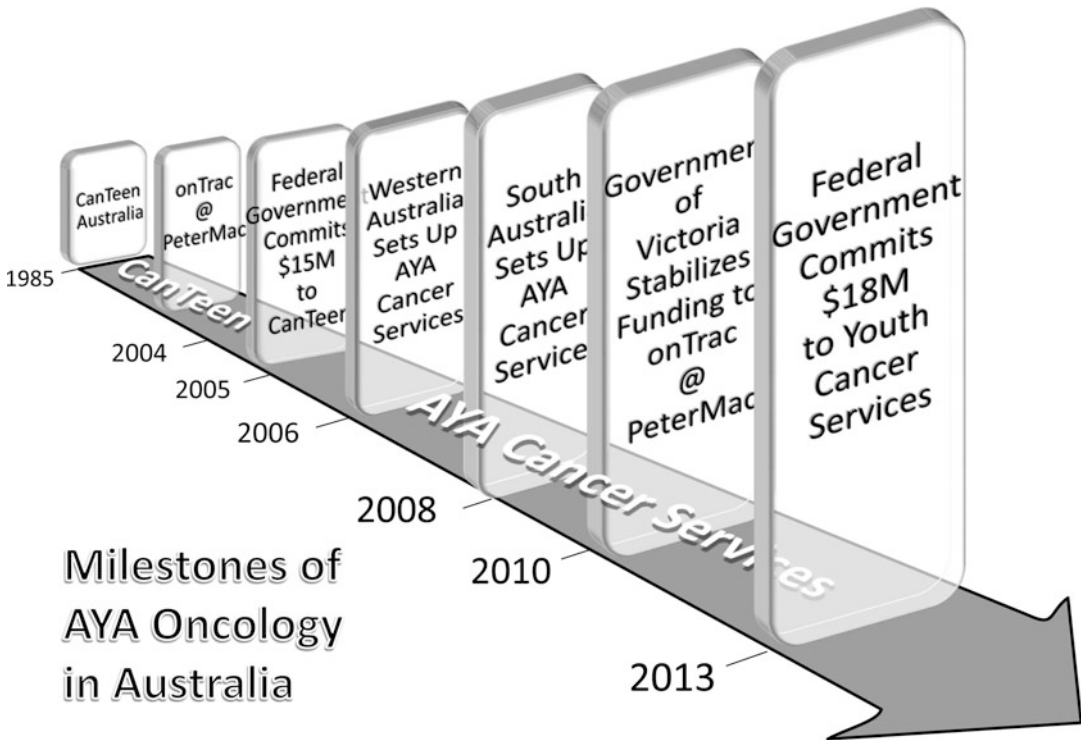 CanTeen
Australia
onTrac
@
PeterMac
Federal
Governmet
Commits
$15M
to
CanTeen
Western
Australia
Sets Up
AYA
Cancer
Services
South
Australi
Sets Up
AYA
Cancer
Service
Governmen
of
Victoria
Stabilizes
Funding to
onTrac
@
PeterMac
Federal
Government
Commits
$18M
to Youth
Cancer
Services
1985
2004
2005
2006
2008
2010
2013
CanTeen
AYA Cancer Services
Milestones of
AYA Oncology
in Australia